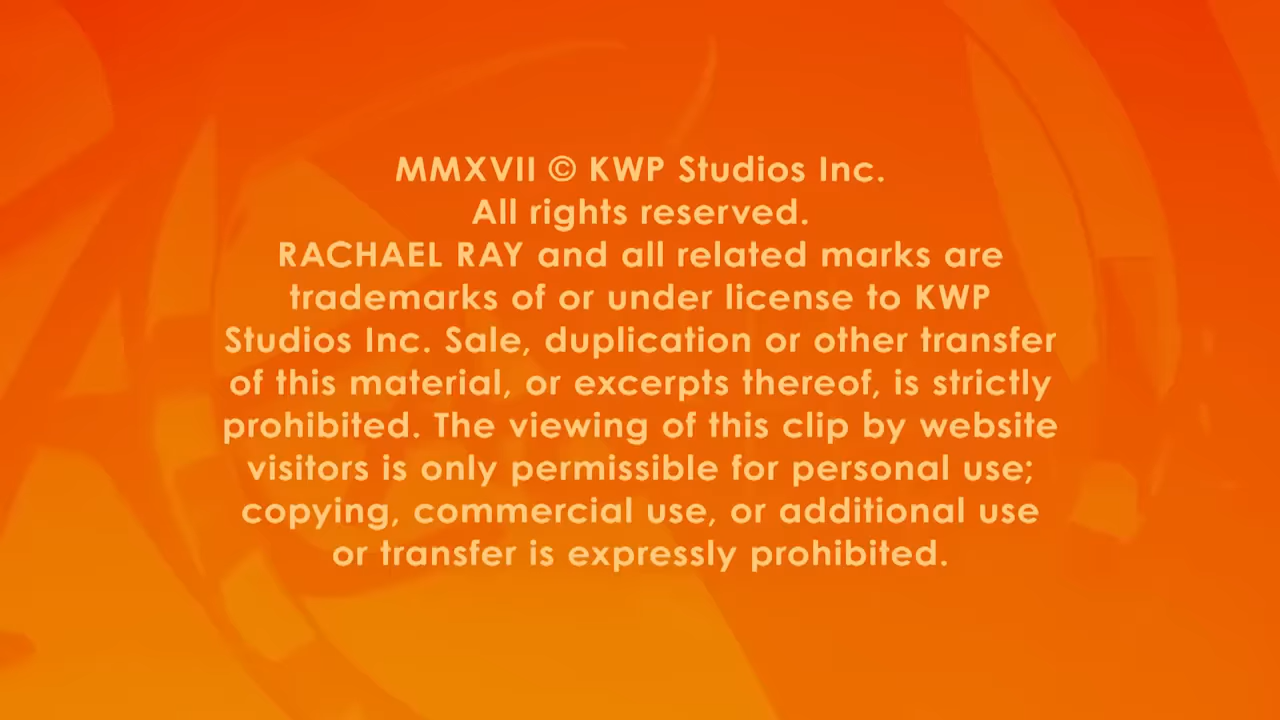 MMXVII © KWP Studios Inc.
All rights reserved.
RACHAEL RAY and all related marks are
trademarks of or under license to KWP
Studios Inc. Sale, duplication or other transfer
of this material, or excerpts thereof, is strictly
prohibited. The viewing of this clip by website
visitors is only permissible for personal use;
copying, commercial use, or additional use
or transfer is expressly prohibited.